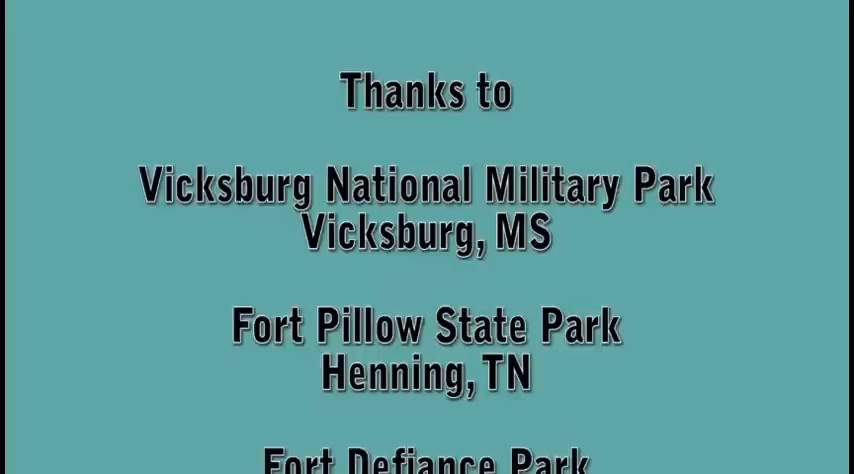 Thanks to
Vicksburg National Military Park
Vicksburg, MS
Fort Pillow State Park
Henning, TN
Fort Defiance Park